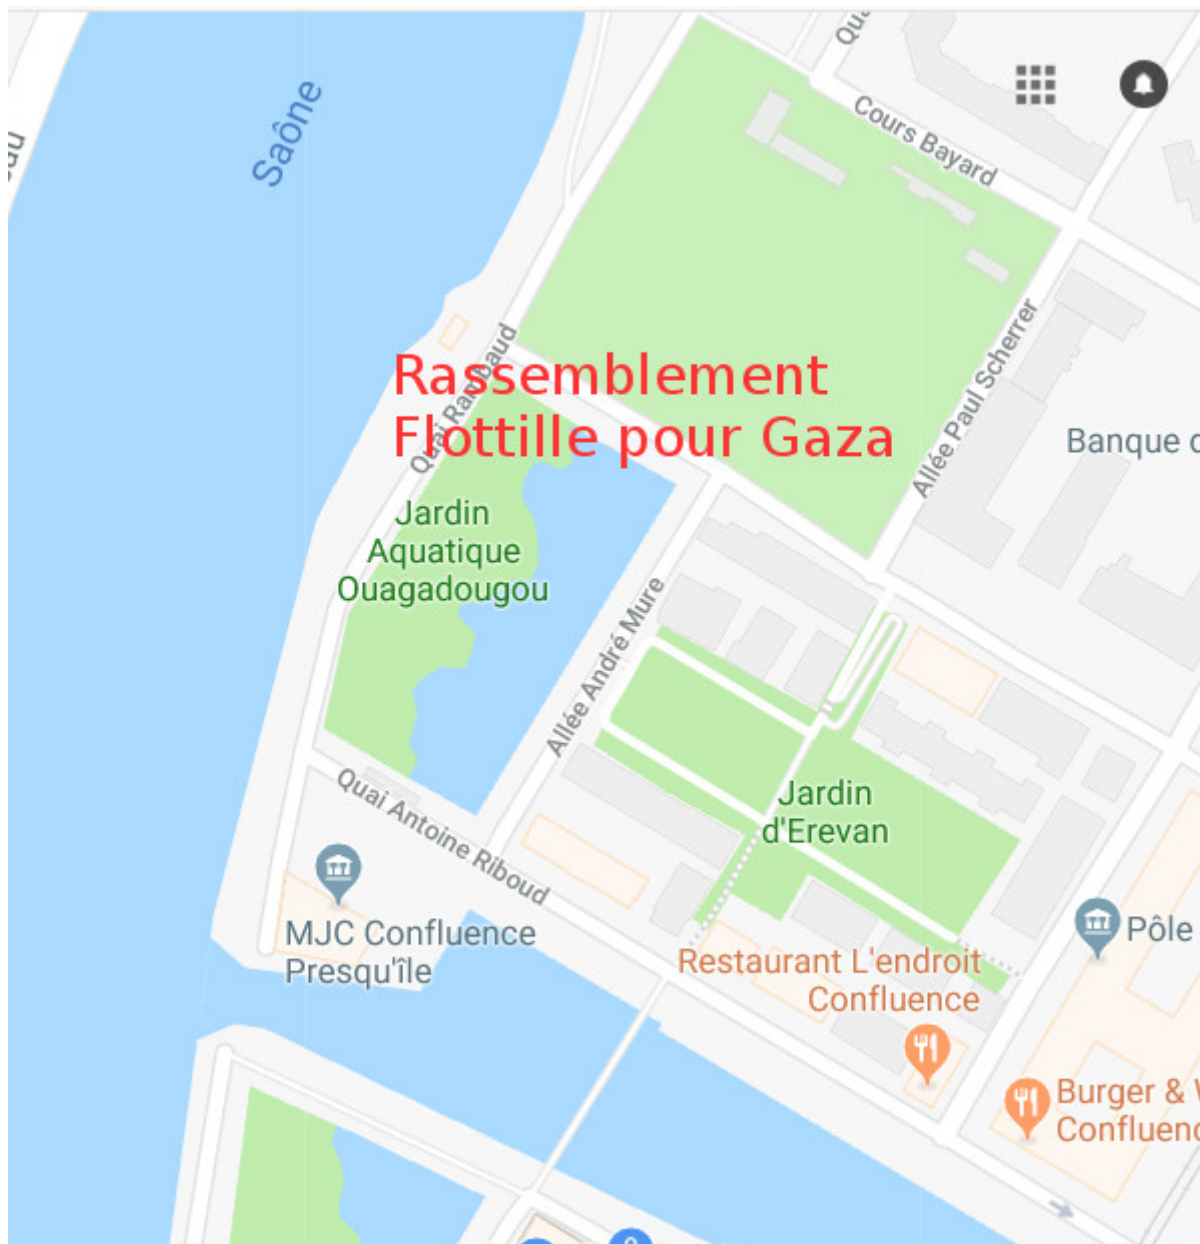 Saône
Cours Bayard
Rassemblement
Flottille pour Gaza
Quai Rambaud
Allée Paul Scherrer
Banque
Jardin
Aquatique
Ouagadougou
Allée André Mure
Jardin
d'Erevan
Quai Antoine Riboud
MJC Confluence
Presqu'île
Pôle
Restaurant L'endroit
Confluence
Burger &